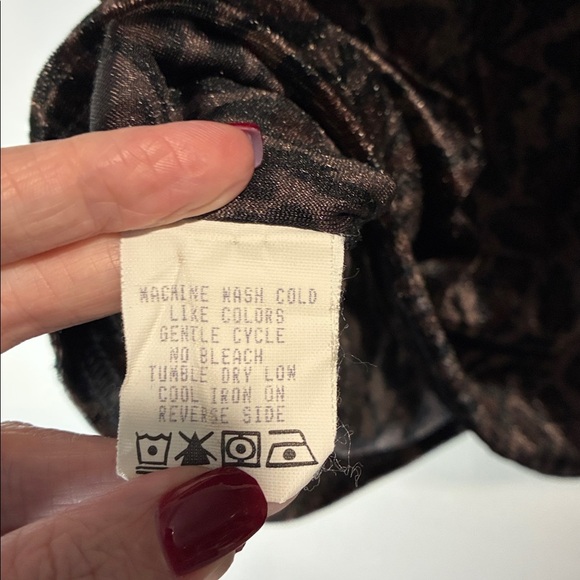 MACHINE WASH COLD
LIKE COLORS
GENTLE CYCLE
NO BLEACH
TUMBLE DRY LOW
COOL IRON ON
REVERSE SIDE